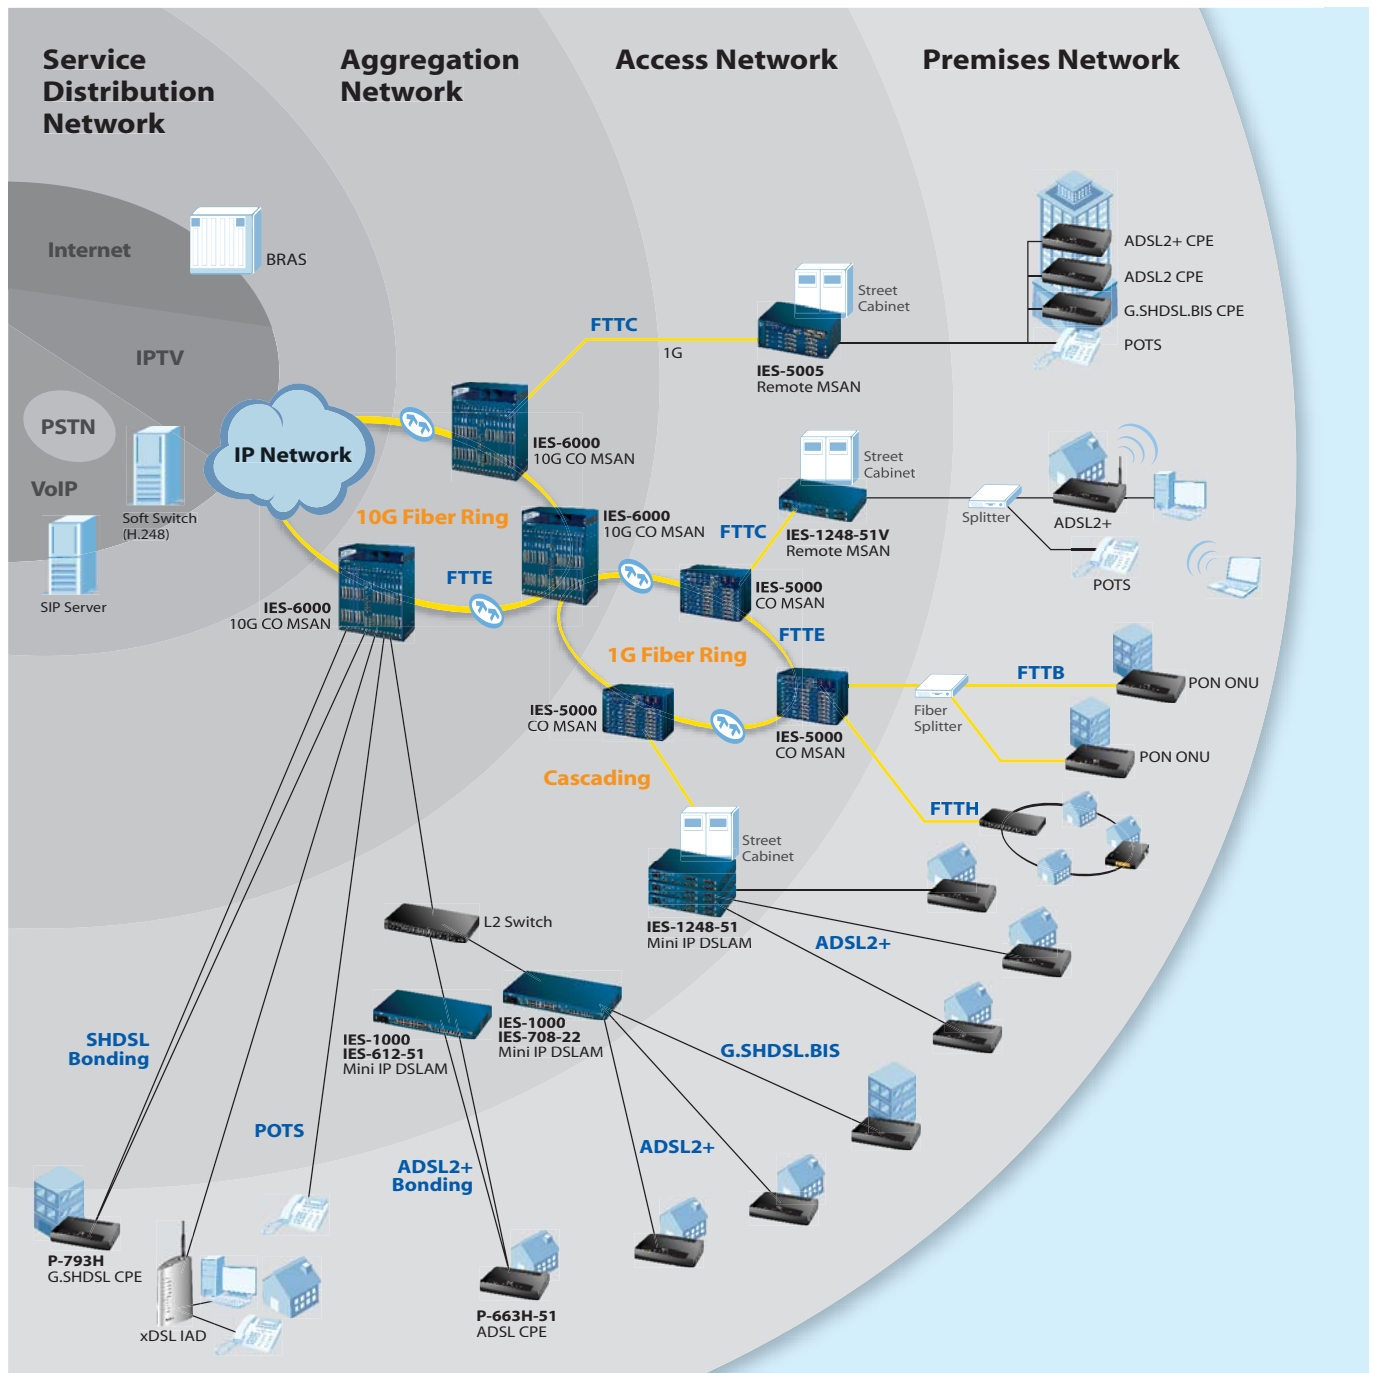 Service
Distribution
Network
Aggregation
Network
Access Network
Premises Network
Internet
BRAS
IPTV
PSTN
VoIP
Soft Switch
(H.248)
SIP Server
IP Network
10G Fiber Ring
FTTC
1G
Street
Cabinet
IES-5005
Remote MSAN
ADSL2+ CPE
ADSL2 CPE
G.SHDSL.BIS CPE
POTS
IES-6000
10G CO MSAN
IES-6000
10G CO MSAN
IES-6000
10G CO MSAN
FTTE
FTTC
Street
Cabinet
IES-1248-51V
Remote MSAN
Splitter
ADSL2+
POTS
IES-5000
CO MSAN
FTTE
1G Fiber Ring
IES-5000
CO MSAN
IES-5000
CO MSAN
Fiber
Splitter
FTTB
PON ONU
PON ONU
FTTH
Cascading
Street
Cabinet
IES-1248-51
Mini IP DSLAM
ADSL2+
L2 Switch
IES-1000
IES-612-51
Mini IP DSLAM
IES-1000
IES-708-22
Mini IP DSLAM
G.SHDSL.BIS
SHDSL
Bonding
POTS
ADSL2+
Bonding
ADSL2+
P-793H
G.SHDSL CPE
xDSL IAD
P-663H-51
ADSL CPE